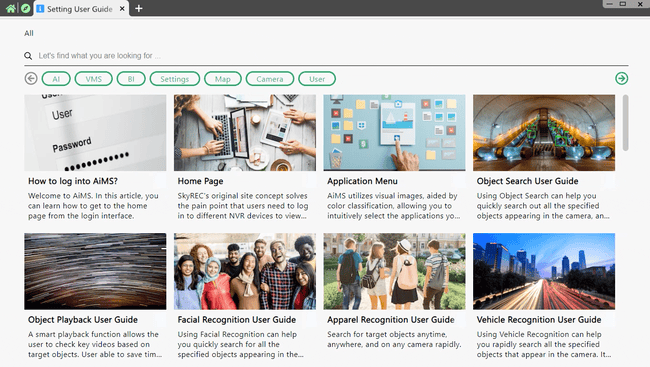 Setting User Guide
All
Let's find what you are looking for ...
AI VMS BI Settings Map Camera User
User
Password
How to log into AiMS?
Welcome to AiMS. In this article, you
can learn how to get to the home
page from the login interface.
Home Page
SkyREC's original site concept solves
the pain point that users need to log
in to different NVR devices to view...
Application Menu
AiMS utilizes visual images, aided by
color classification, allowing you to
intuitively select the applications yo...
Object Search User Guide
Using Object Search can help you
quickly search out all the specified
objects appearing in the camera, an...
Object Playback User Guide
A smart playback function allows the
user to check key videos based on
target objects. User able to save tim...
Facial Recognition User Guide
Using Facial Recognition can help
you quickly search for all the
specified objects appearing in the...
Apparel Recognition User Guide
Search for target objects anytime,
anywhere, and on any camera rapidly.
Vehicle Recognition User Guide
Using Vehicle Recognition can help
you rapidly search all the specified
objects that appear in the camera. It...